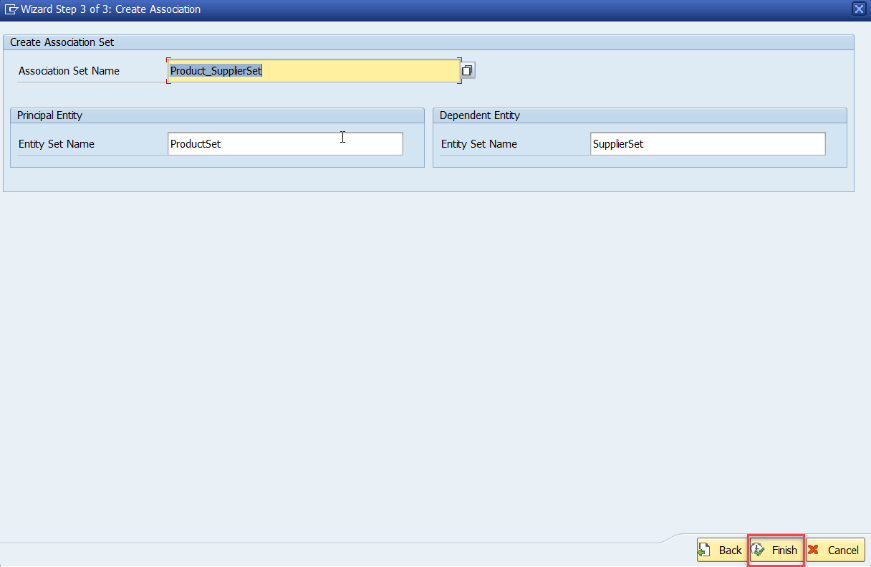 Wizard Step 3 of 3: Create Association
Create Association Set
Association Set Name Product_SupplierSet
Principal Entity
Entity Set Name ProductSet
Dependent Entity
Entity Set Name SupplierSet
Back Finish Cancel